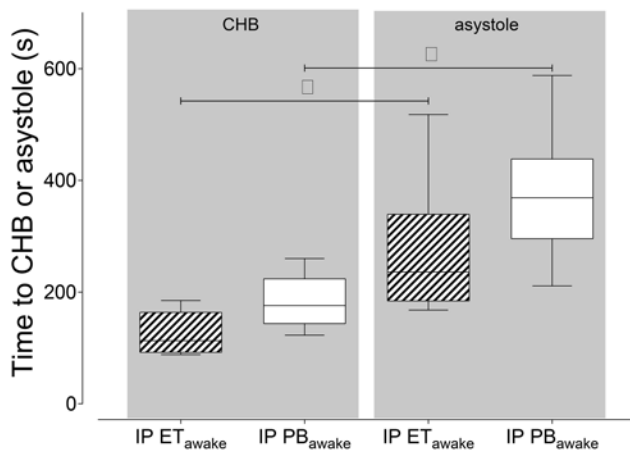 CHB
asystole
Time to CHB or asystole (s)
600
400
200
0
IP ETawake
IP PBawake
IP ETawake
IP PBawake